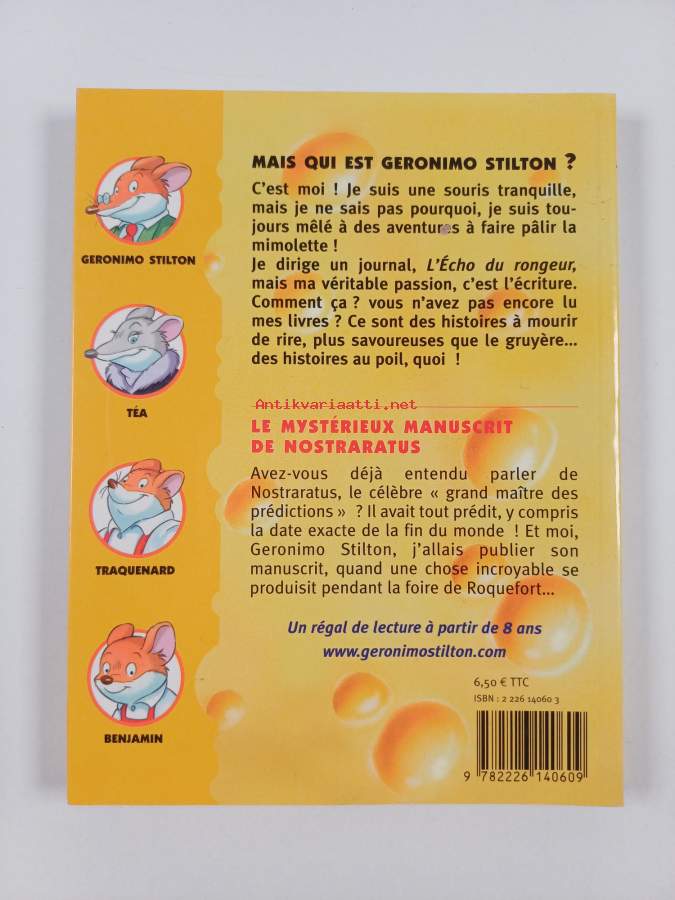 MAIS QUI EST GERONIMO STILTON ?
C'est moi ! Je suis une souris tranquille,
mais je ne sais pas pourquoi, je suis tou-
jours mêlé à des aventures à faire pâlir la
mimolette !
Je dirige un journal, L'Écho du rongeur,
mais ma véritable passion, c'est l'écriture.
Comment ça ? vous n'avez pas encore lu
mes livres ? Ce sont des histoires à mourir
de rire, plus savoureuses que le gruyère...
des histoires au poil, quoi !
Antikvariaatti.net
LE MYSTÉRIEUX MANUSCRIT
DE NOSTRARATUS
Avez-vous déjà entendu parler de
Nostraratus, le célèbre « grand maître des
prédictions » ? Il avait tout prédit, y compris
la date exacte de la fin du monde ! Et moi,
Geronimo Stilton, j'allais publier son
manuscrit, quand une chose incroyable se
produisit pendant la foire de Roquefort...
Un régal de lecture à partir de 8 ans
www.geronimostilton.com
6,50 € TTC
ISBN : 2 226 14060 3
9 782226 140609
GERONIMO STILTON
TÉA
TRAQUENARD
BENJAMIN